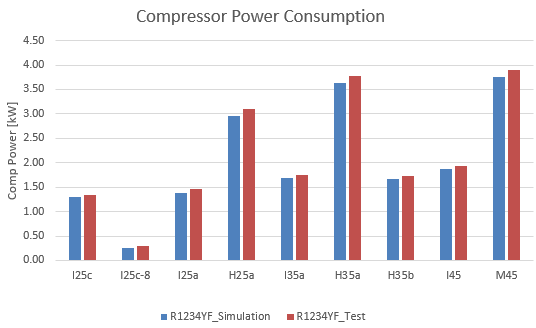 Compressor Power Consumption
Comp Power [kW]
4.50
4.00
3.50
3.00
2.50
2.00
1.50
1.00
0.50
0.00
I25c I25c-8 I25a H25a I35a H35a H35b I45 M45
R1234YF_Simulation R1234YF_Test